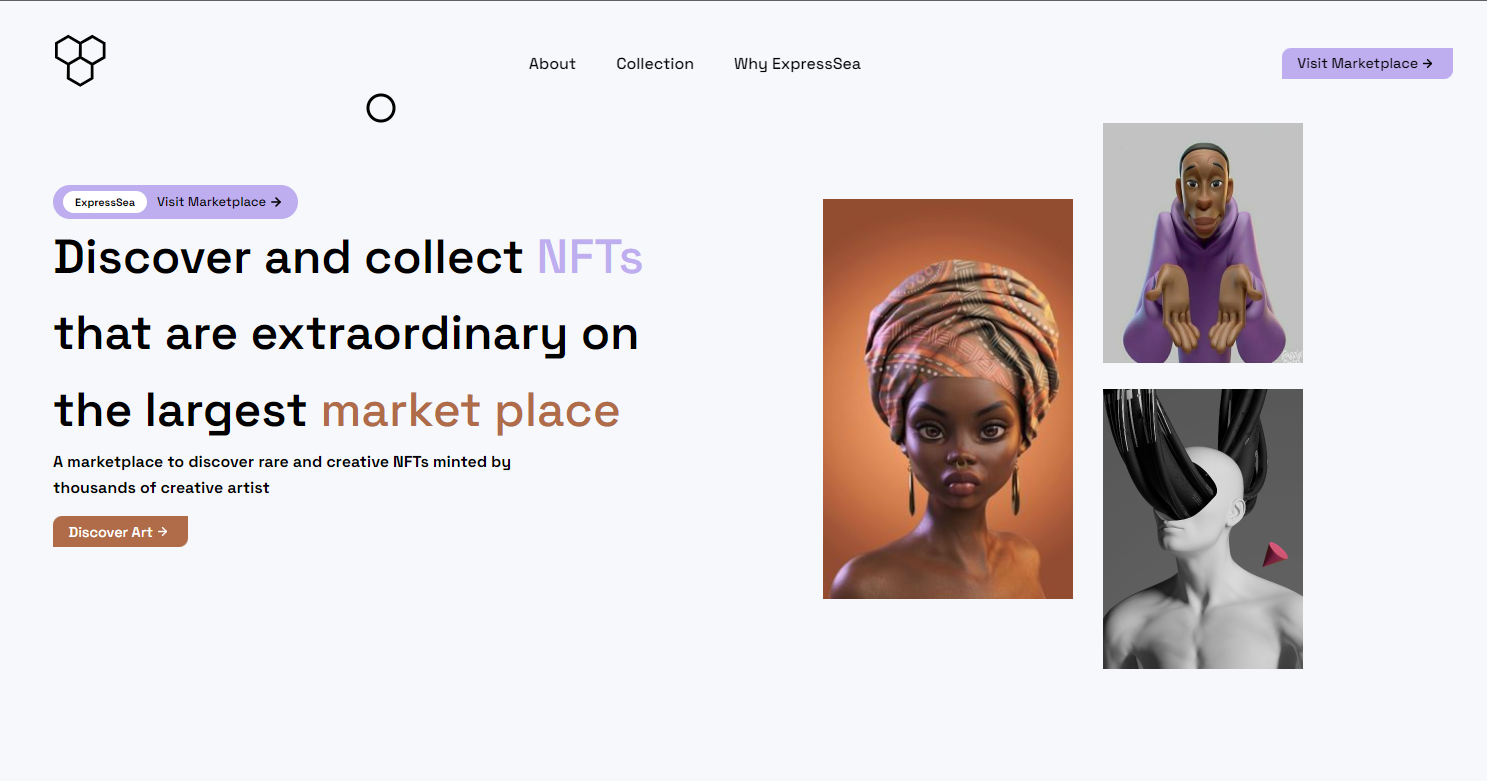 About
Collection
Why ExpressSea
Visit Marketplace →
ExpressSea
Visit Marketplace →
Discover and collect NFTs
that are extraordinary on
the largest market place
A marketplace to discover rare and creative NFTs minted by
thousands of creative artist
Discover Art →